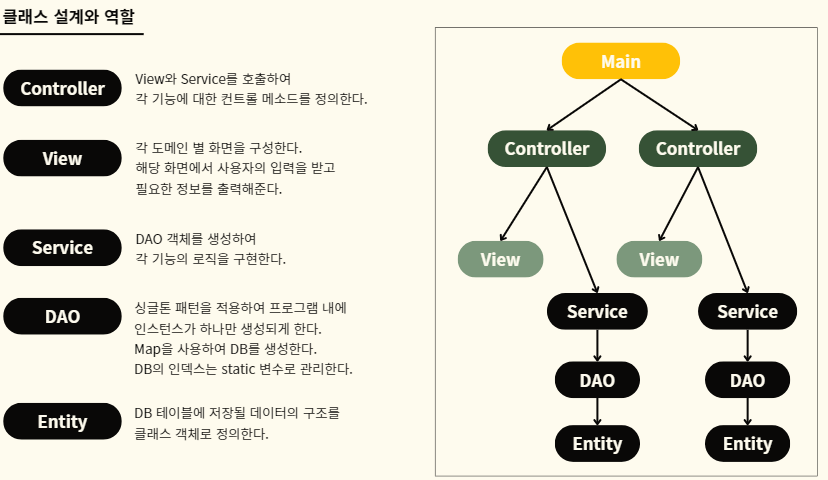 클래스 설계와 역할
Controller
View와 Service를 호출하여
각 기능에 대한 컨트롤 메소드를 정의한다.
View
각 도메인 별 화면을 구성한다.
해당 화면에서 사용자의 입력을 받고
필요한 정보를 출력해준다.
Service
DAO 객체를 생성하여
각 기능의 로직을 구현한다.
DAO
싱글톤 패턴을 적용하여 프로그램 내에
인스턴스가 하나만 생성되게 한다.
Map을 사용하여 DB를 생성한다.
DB의 인덱스는 static 변수로 관리한다.
Entity
DB 테이블에 저장될 데이터의 구조를
클래스 객체로 정의한다.
Main
Controller
Controller
View
View
Service
Service
DAO
DAO
Entity
Entity